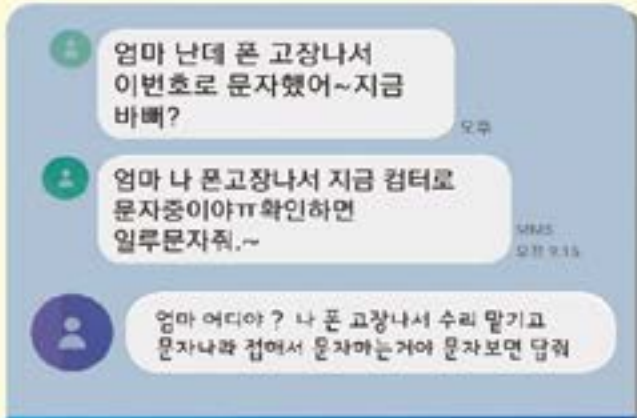 엄마 난데 폰 고장나서
이번호로 문자했어~지금
바뻐?
오후
엄마 나 폰고장나서 지금 컴터로
문자중이야ㅠ확인하면
일루문자줘.~
MMS
오전 9:15
엄마 어디야 ? 나 폰 고장나서 수리 맡기고
문자나라 접해서 문자하는거야 문자보면 답줘